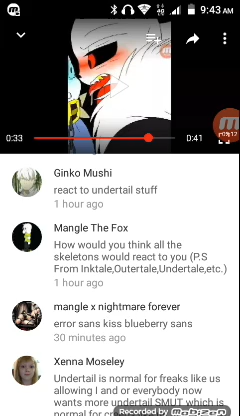 9:43 AM
0:33
0:41
Ginko Mushi
react to undertail stuff
1 hour ago
Mangle The Fox
How would you think all the
skeletons would react to you (P.S
From Inktale,Outertale,Undertale,etc.)
1 hour ago
mangle x nightmare forever
error sans kiss blueberry sans
30 minutes ago
Xenna Moseley
Undertail is normal for freaks like us
allowing I and or everybody now
wants more undertail SMUT which is
normal for
Recorded by MobiZen